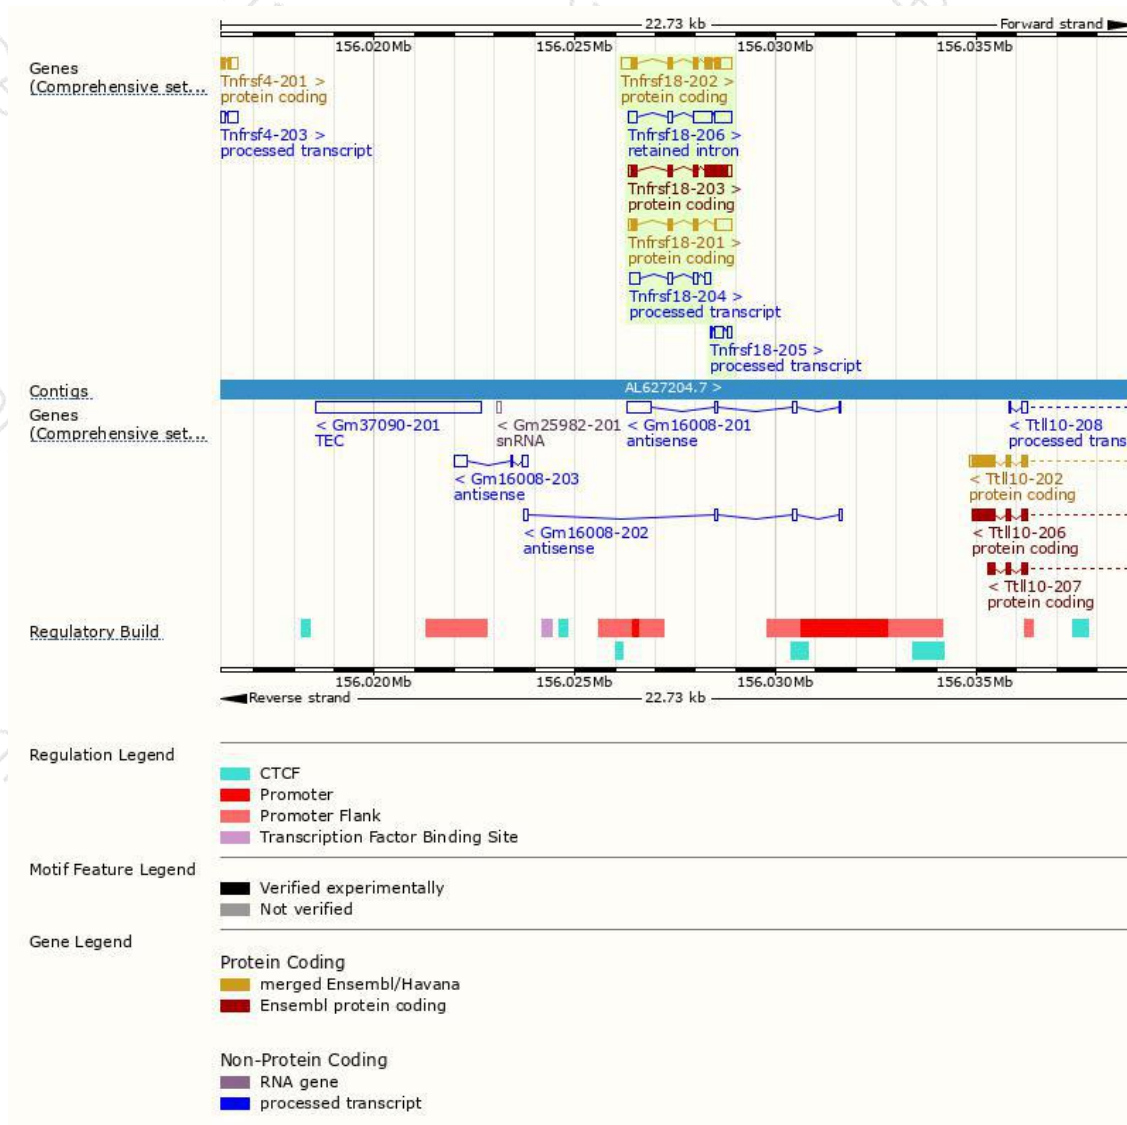 22.73 kb Forward strand
156.020Mb 156.025Mb 156.030Mb 156.035Mb
Genes
(Comprehensive set...
Tnfrsf4-201 >
protein coding
Tnfrsf4-203 >
processed transcript
Tnfrsf18-202 >
protein coding
Tnfrsf18-206 >
retained intron
Tnfrsf18-203 >
protein coding
Tnfrsf18-201 >
protein coding
Tnfrsf18-204 >
processed transcript
Tnfrsf18-205 >
processed transcript
Contigs
AL627204.7 >
Genes
(Comprehensive set...
< Gm37090-201
TEC
< Gm25982-201
snRNA
< Gm16008-201
antisense
< Ttll10-208
processed trans
< Gm16008-203
antisense
< Ttll10-202
protein coding
< Gm16008-202
antisense
< Ttll10-206
protein coding
< Ttll10-207
protein coding
Regulatory Build
156.020Mb 156.025Mb 156.030Mb 156.035Mb
Reverse strand 22.73 kb
Regulation Legend
CTCF
Promoter
Promoter Flank
Transcription Factor Binding Site
Motif Feature Legend
Verified experimentally
Not verified
Gene Legend
Protein Coding
merged Ensembl/Havana
Ensembl protein coding
Non-Protein Coding
RNA gene
processed transcript